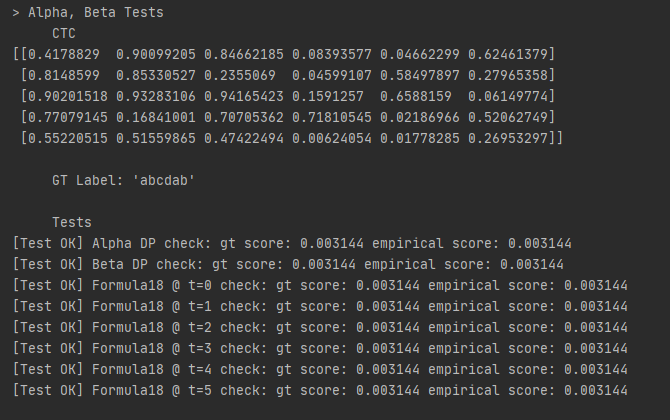 > Alpha, Beta Tests
CTC
[[0.4178829 0.90099205 0.84662185 0.08393577 0.04662299 0.62461379]
[0.8148599 0.85330527 0.2355069 0.04599107 0.58497897 0.27965358]
[0.90201518 0.93283106 0.94165423 0.1591257 0.6588159 0.06149774]
[0.77079145 0.16841001 0.70705362 0.71810545 0.02186966 0.52062749]
[0.55220515 0.51559865 0.47422494 0.00624054 0.01778285 0.26953297]]
GT Label: 'abcdab'
Tests
[Test OK] Alpha DP check: gt score: 0.003144 empirical score: 0.003144
[Test OK] Beta DP check: gt score: 0.003144 empirical score: 0.003144
[Test OK] Formula18 @ t=0 check: gt score: 0.003144 empirical score: 0.003144
[Test OK] Formula18 @ t=1 check: gt score: 0.003144 empirical score: 0.003144
[Test OK] Formula18 @ t=2 check: gt score: 0.003144 empirical score: 0.003144
[Test OK] Formula18 @ t=3 check: gt score: 0.003144 empirical score: 0.003144
[Test OK] Formula18 @ t=4 check: gt score: 0.003144 empirical score: 0.003144
[Test OK] Formula18 @ t=5 check: gt score: 0.003144 empirical score: 0.003144